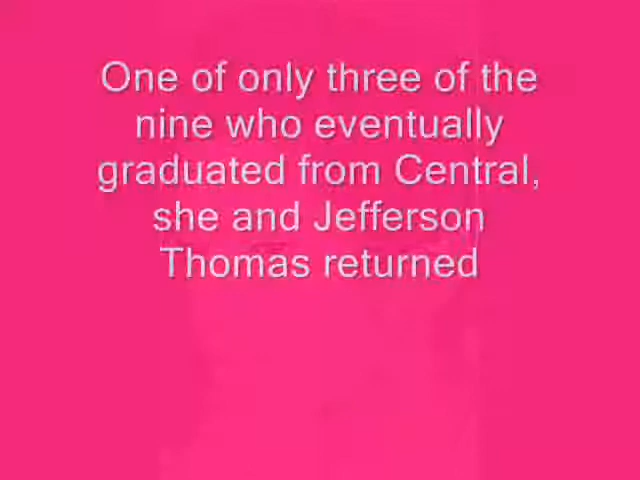 One of only three of the
nine who eventually
graduated from Central,
she and Jefferson
Thomas returned